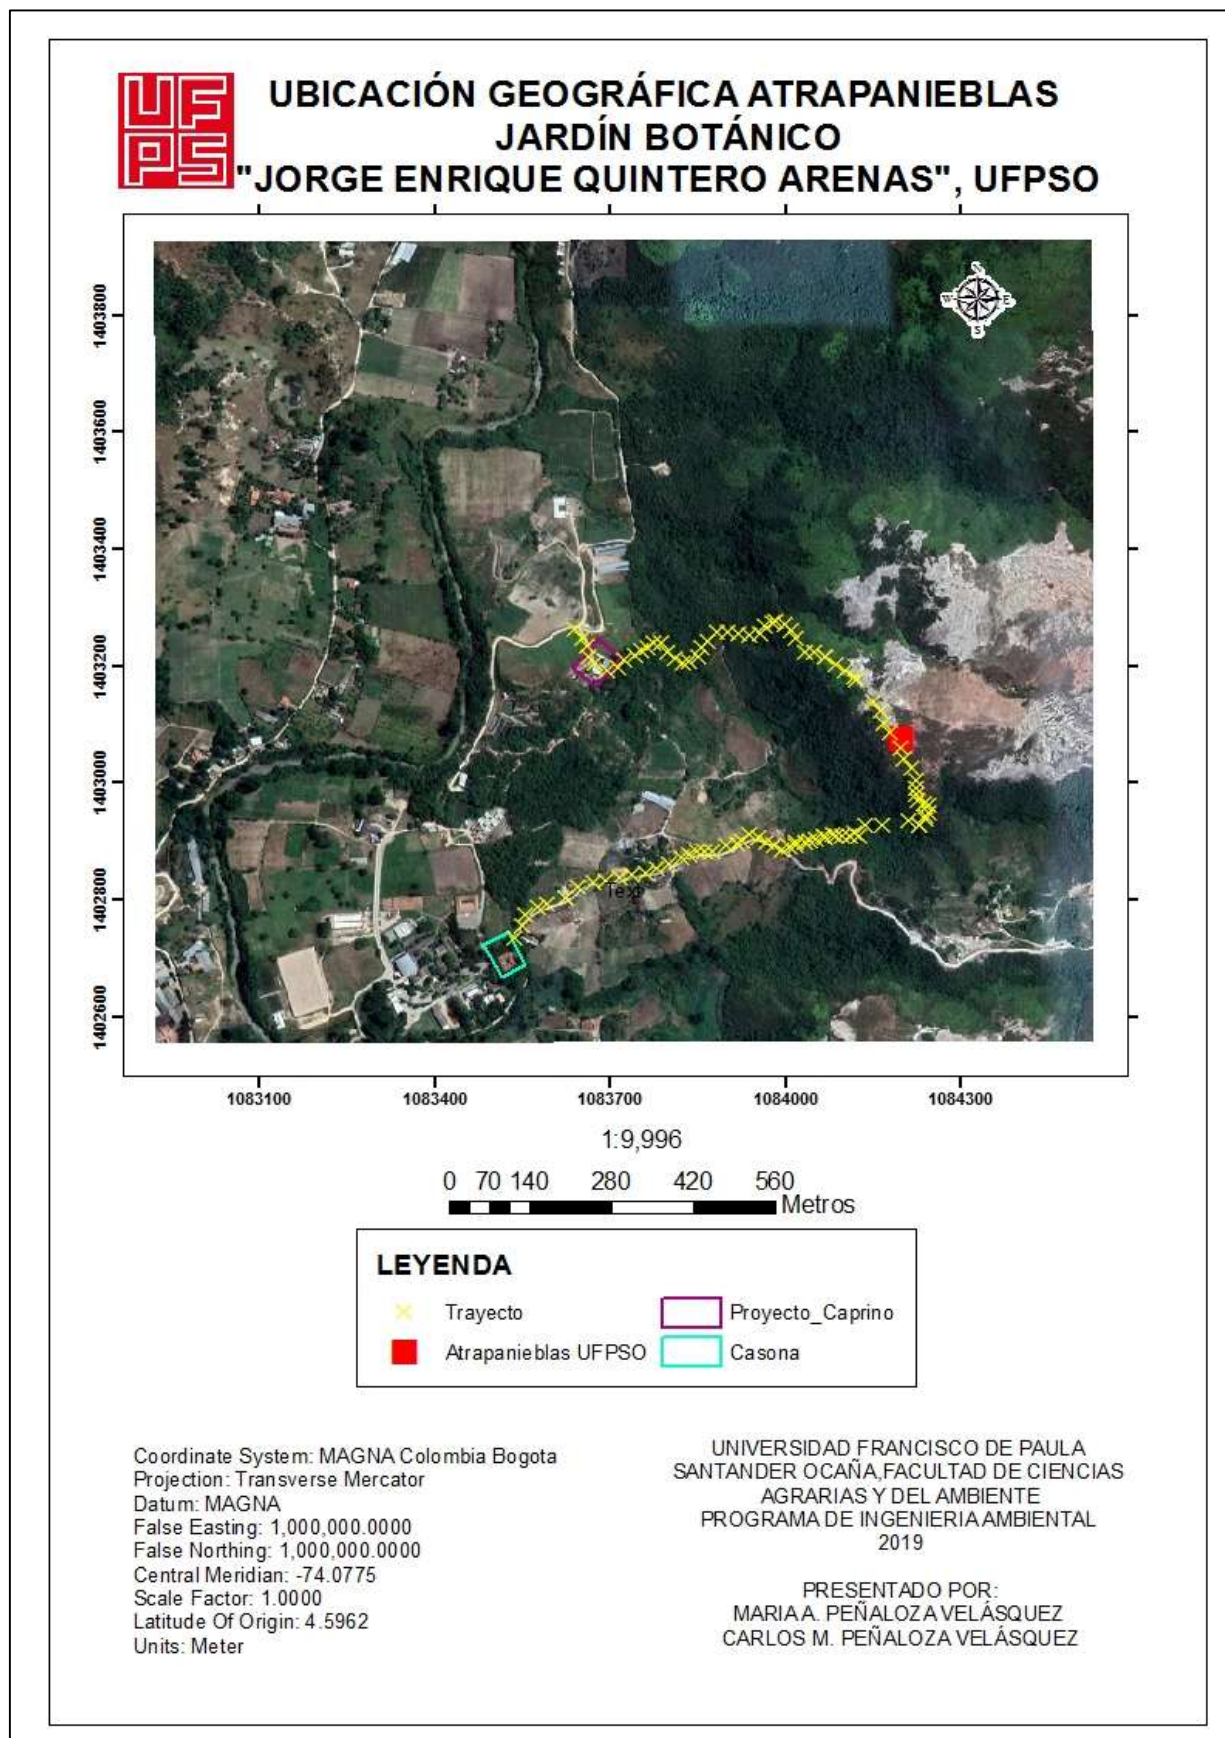 UF
PS
UBICACIÓN GEOGRÁFICA ATRAPANIEBLAS
JARDÍN BOTÁNICO
"JORGE ENRIQUE QUINTERO ARENAS", UFPSO
W
E
S
1403800
1403600
1403400
1403200
1403000
1402800
1402600
Text
1083100
1083400
1083700
1084000
1084300
1:9,996
0 70 140 280 420 560
Metros
LEYENDA
Trayecto
Proyecto_Caprino
Atrapanieblas UFPSO
Casona
Coordinate System: MAGNA Colombia Bogota
Projection: Transverse Mercator
Datum: MAGNA
False Easting: 1,000,000.0000
False Northing: 1,000,000.0000
Central Meridian: -74.0775
Scale Factor: 1.0000
Latitude Of Origin: 4.5962
Units: Meter
UNIVERSIDAD FRANCISCO DE PAULA
SANTANDER OCAÑA,FACULTAD DE CIENCIAS
AGRARIAS Y DEL AMBIENTE
PROGRAMA DE INGENIERIA AMBIENTAL
2019
PRESENTADO POR:
MARIA A. PEÑALOZA VELÁSQUEZ
CARLOS M. PEÑALOZA VELÁSQUEZ